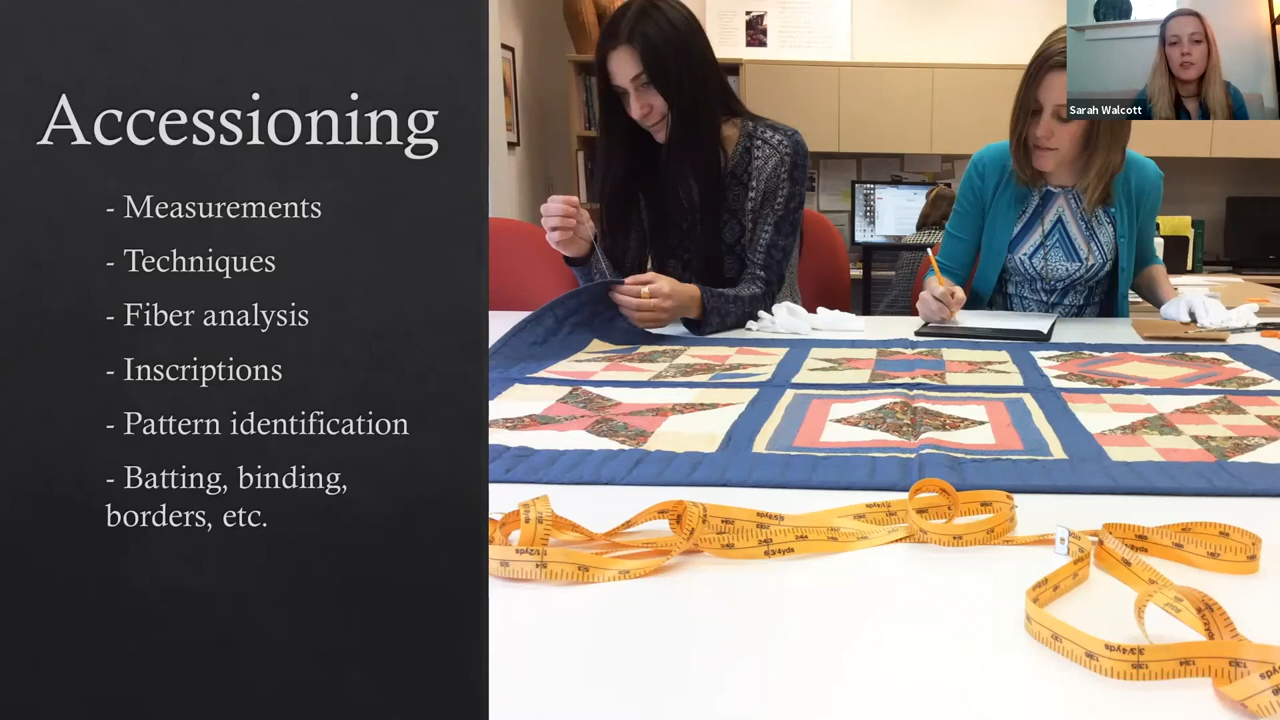 Accessioning
- Measurements
- Techniques
- Fiber analysis
- Inscriptions
- Pattern identification
- Batting, binding,
borders, etc.
Sarah Walcott